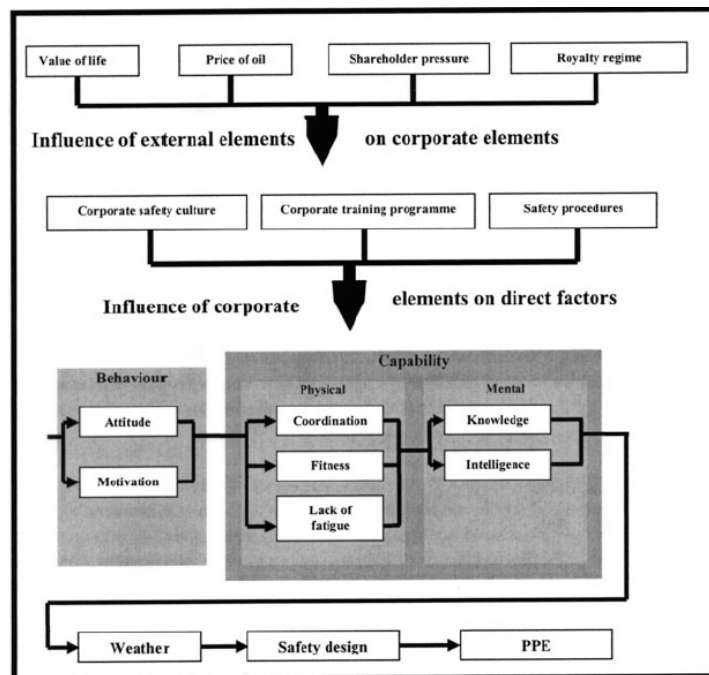 Value of life
Price of oil
Shareholder pressure
Royalty regime
Influence of external elements on corporate elements
Corporate safety culture
Corporate training programme
Safety procedures
Influence of corporate elements on direct factors
Capability
Behaviour
Physical
Mental
Attitude
Coordination
Knowledge
Motivation
Fitness
Intelligence
Lack of
fatigue
Weather
Safety design
PPE